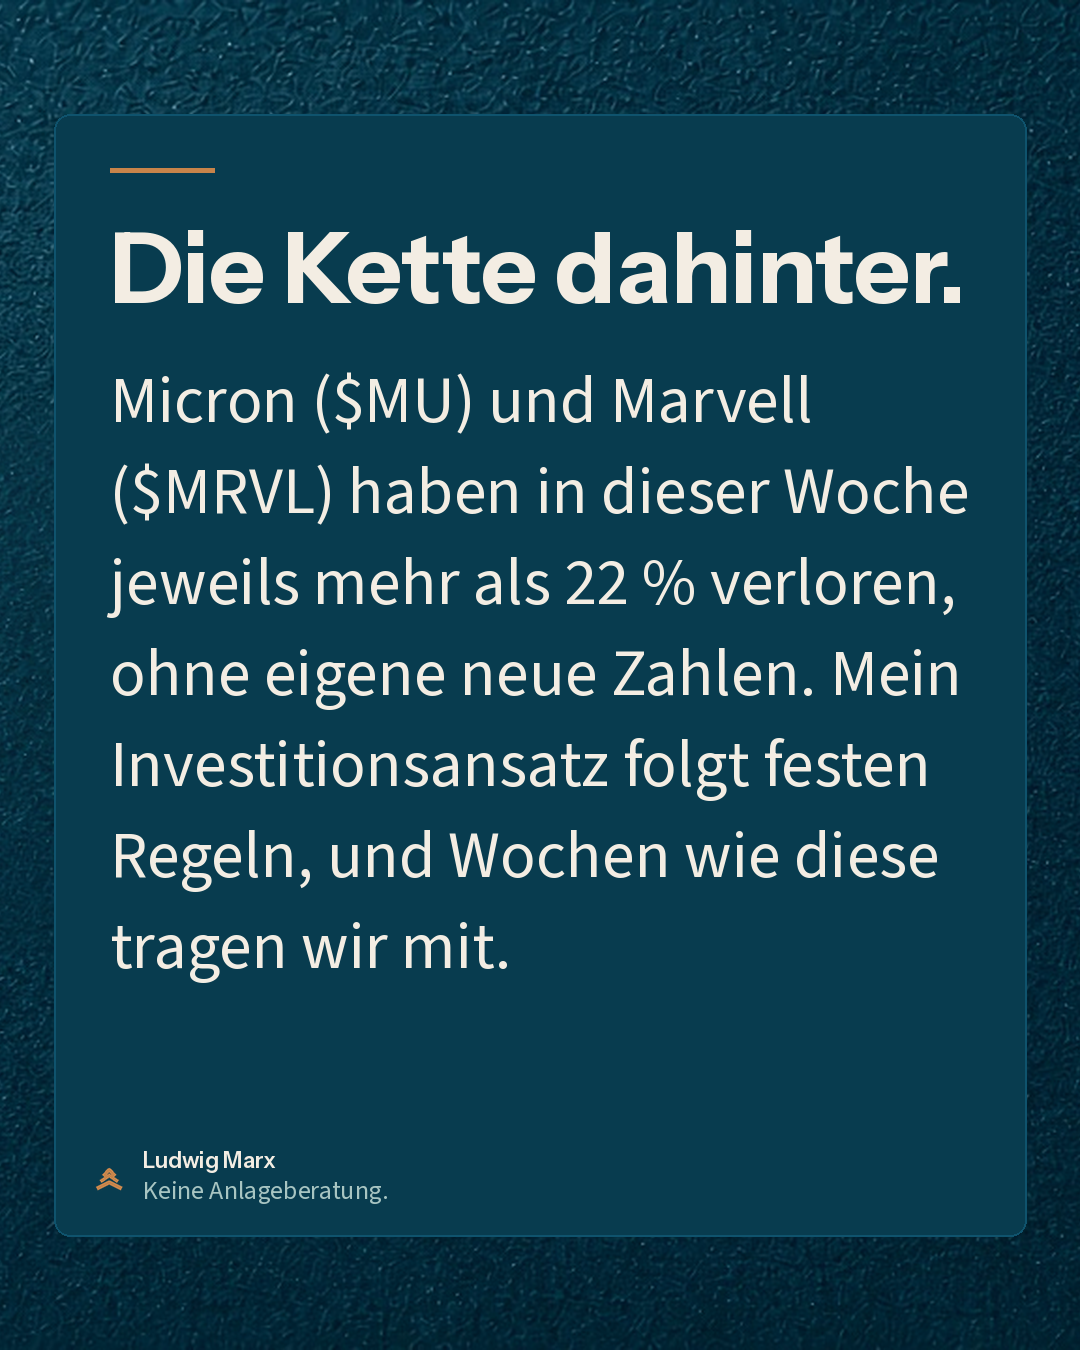 Die Kette dahinter.
Micron ($MU) und Marvell
($MRVL) haben in dieser Woche
jeweils mehr als 22 % verloren,
ohne eigene neue Zahlen. Mein
Investitionsansatz folgt festen
Regeln, und Wochen wie diese
tragen wir mit.
Ludwig Marx
Keine Anlageberatung.